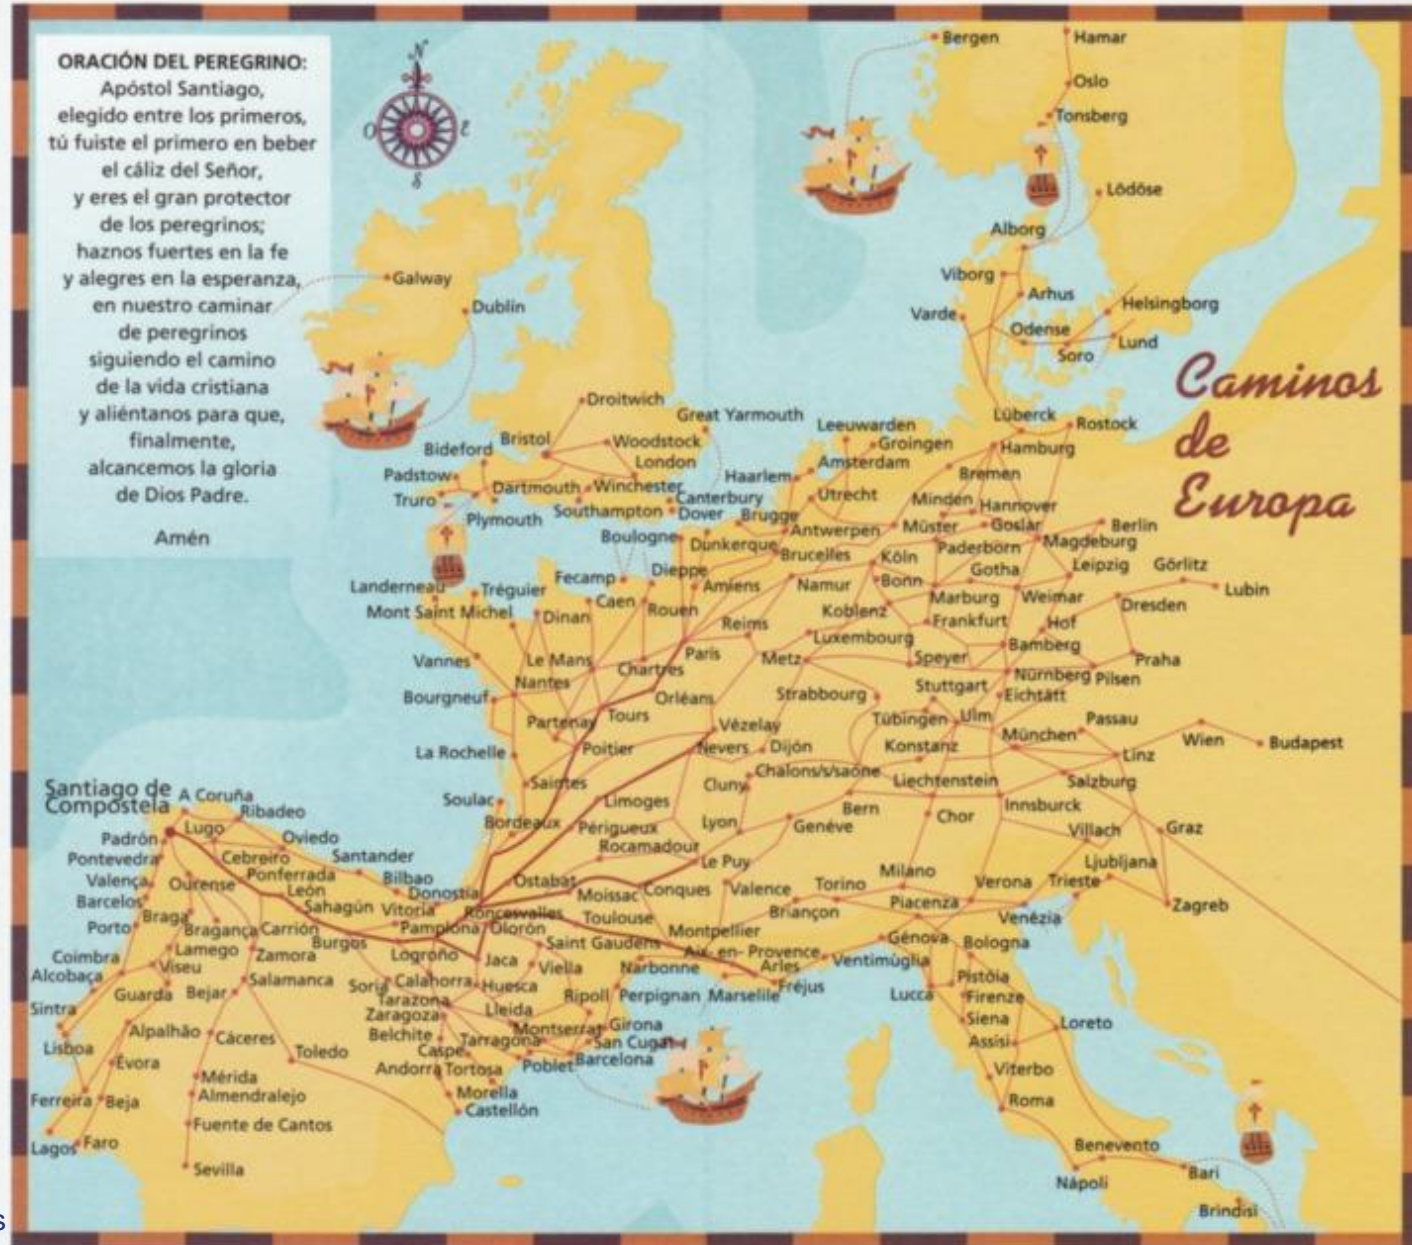 ORACIÓN DEL PEREGRINO:
Apóstol Santiago,
elegido entre los primeros,
tú fuiste el primero en beber
el cáliz del Señor,
y eres el gran protector
de los peregrinos;
haznos fuertes en la fe
y alegres en la esperanza,
en nuestro caminar
de peregrinos
siguiendo el camino
de la vida cristiana
y aliéntanos para que,
finalmente,
alcancemos la gloria
de Dios Padre.
Amén
N
O
E
S
Caminos
de
Europa
Bergen
Hamar
Oslo
Tonsberg
Lödöse
Alborg
Viborg
Arhus
Helsingborg
Varde
Odense
Lund
Soro
Galway
Dublin
Droitwich
Great Yarmouth
Leeuwarden
Lüberck
Rostock
Bideford
Bristol
Woodstock
Groingen
Hamburg
London
Amsterdam
Padstow
Haarlem
Bremen
Dartmouth
Winchester
Canterbury
Utrecht
Minden
Hannover
Truro
Plymouth
Southampton
Dover
Brugge
Antwerpen
Müster
Goslar
Berlin
Boulogne
Dunkerque
Brucelles
Köln
Paderborn
Magdeburg
Landerneau
Tréguier
Fecamp
Dieppe
Amiens
Namur
Bonn
Gotha
Leipzig
Görlitz
Lubin
Mont Saint Michel
Dinan
Caen
Rouen
Koblenz
Marburg
Weimar
Dresden
Reims
Luxembourg
Frankfurt
Hof
Vannes
Le Mans
Chartres
Paris
Metz
Speyer
Bamberg
Praha
Nürnberg
Pilsen
Bourgneuf
Nantes
Orléans
Strabbourg
Stuttgart
Eichtätt
Partenay
Tours
Vézelay
Tübingen
Ulm
Passau
La Rochelle
Poitier
Nevers
Dijón
Konstanz
München
Linz
Wien
Budapest
Saintes
Cluny
Chalons/s/saône
Liechtenstein
Salzburg
Santiago de
Compostela
A Coruña
Ribadeo
Soulac
Limoges
Bern
Innsburck
Padrón
Lugo
Oviedo
Bordeaux
Périgueux
Lyon
Genéve
Chor
Villach
Graz
Pontevedra
Cebreiro
Santander
Rocamadour
Le Puy
Ljubljana
Valença
Ourense
Ponferrada
León
Bilbao
Donostia
Ostabat
Moissac
Conques
Valence
Torino
Milano
Verona
Trieste
Barcelos
Sahagún
Vitoria
Roncesvalles
Toulouse
Briançon
Piacenza
Venézia
Zagreb
Porto
Braga
Bragança
Carrión
Burgos
Pamplona
Olorón
Montpellier
Coimbra
Lamego
Zamora
Logroño
Jaca
Saint Gaudens
Aix-en-Provence
Génova
Bologna
Alcobaça
Viseu
Salamanca
Soria
Calahorra
Viella
Narbonne
Arles
Ventimùglia
Pistòia
Sintra
Guarda
Bejar
Tarazona
Huesca
Ripoll
Perpignan
Marselile
Fréjus
Lucca
Firenze
Zaragoza
Lleida
Montserrat
Girona
Siena
Loreto
Lisboa
Alpalhão
Cáceres
Toledo
Belchite
Tarragona
San Cugat
Assisi
Évora
Caspe
Andorra
Tortosa
Poblet
Barcelona
Viterbo
Mérida
Ferreira
Beja
Almendralejo
Morella
Castellón
Roma
Fuente de Cantos
Lagos
Faro
Sevilla
Benevento
Nápoli
Bari
Brindisi
s